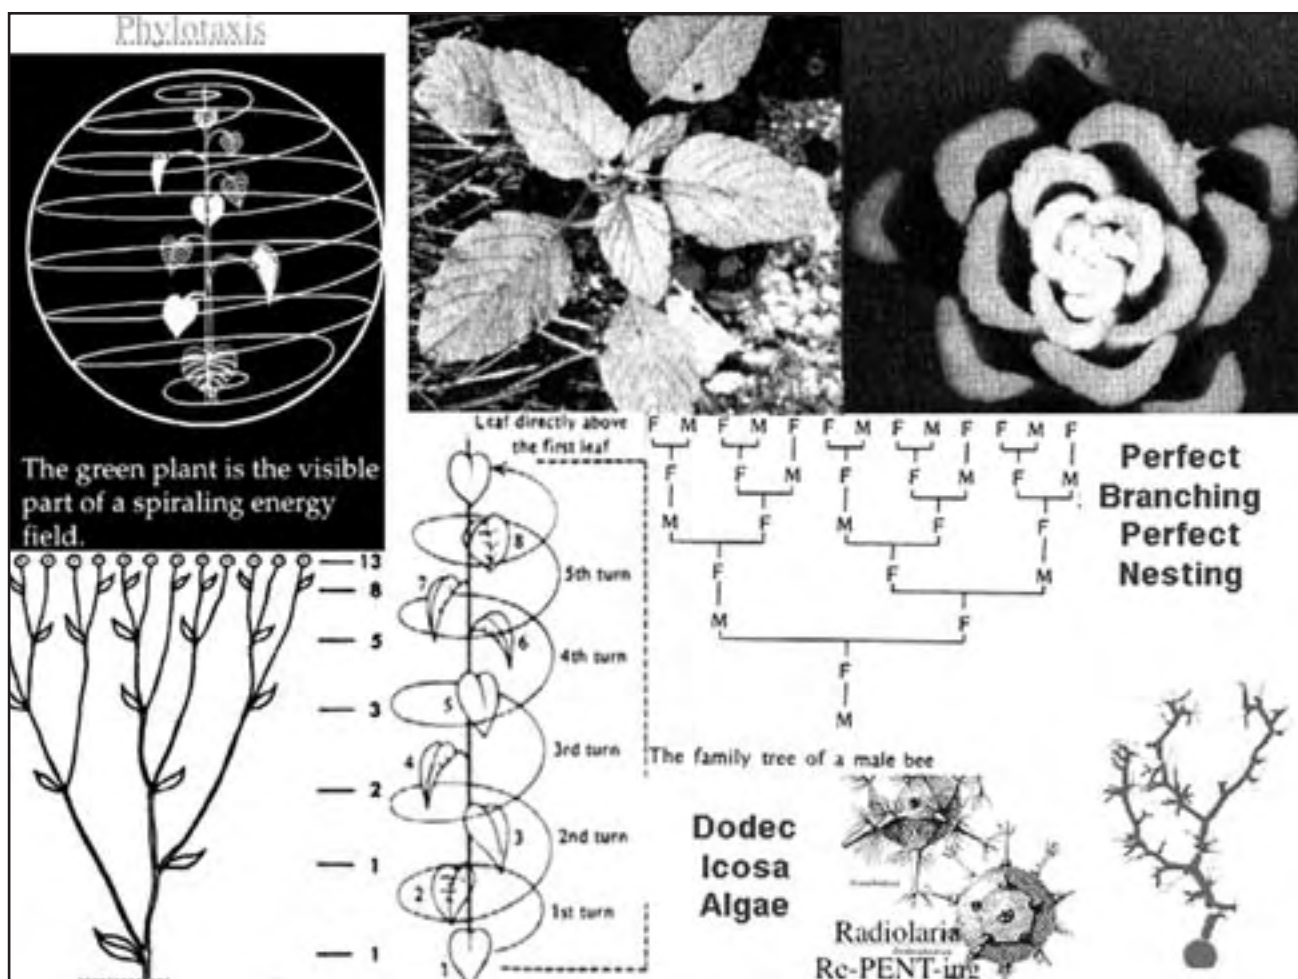 Phylotaxis
The green plant is the visible
part of a spiraling energy
field.
13
8
5
3
2
1
1
Leaf directly above
the first leaf
8
5th turn
7
6
4th turn
5
3rd turn
4
3
2nd turn
2
1st turn
1
F M F M F F M F M F F M F
F F M F F M F M
M F M F F
F F M
M F
F
M
The family tree of a male bee
Perfect
Branching
Perfect
Nesting
Dodec
Icosa
Algae
Radiolaria
Re-PENT-ing